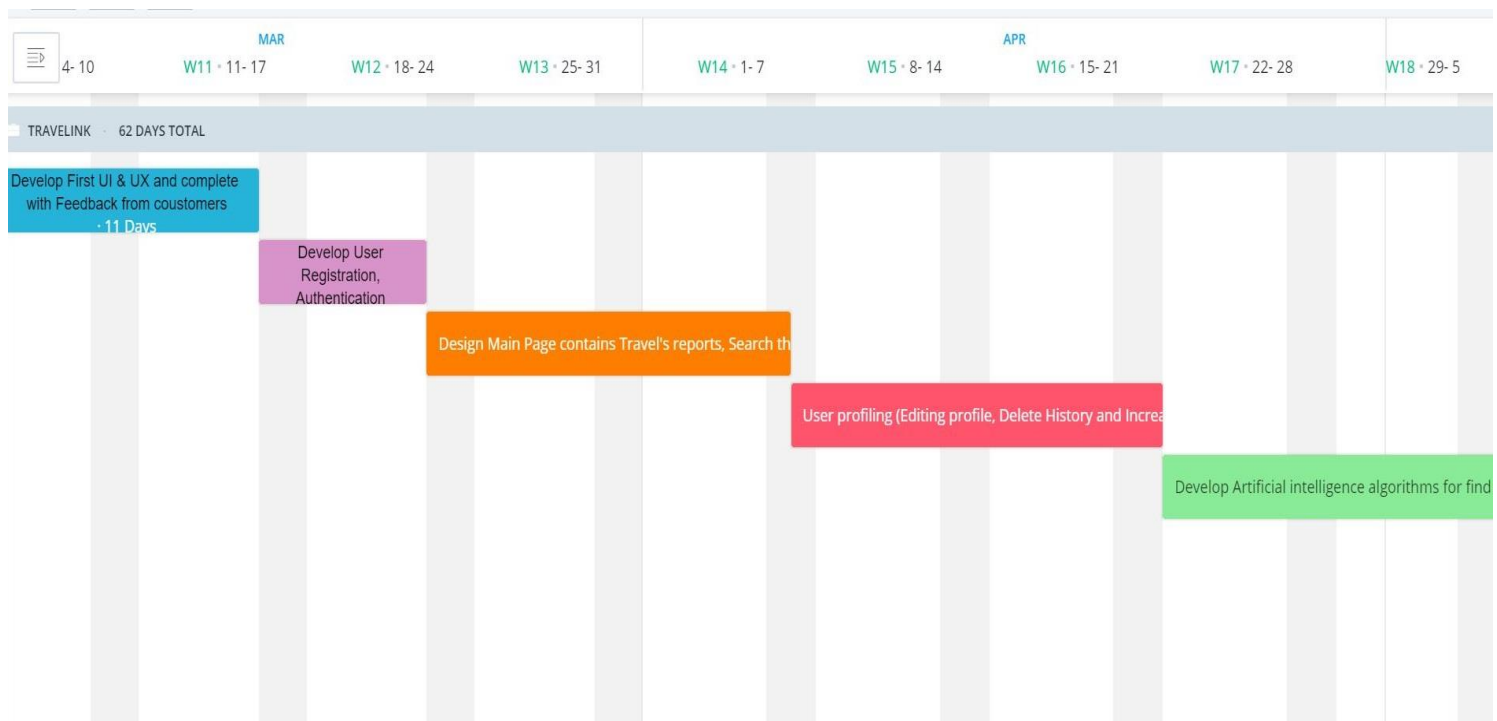 MAR
APR
4- 10
W11 • 11- 17
W12 • 18- 24
W13 • 25- 31
W14 • 1- 7
W15 • 8- 14
W16 • 15- 21
W17 • 22- 28
W18 • 29- 5
TRAVELINK · 62 DAYS TOTAL
Develop First UI & UX and complete
with Feedback from coustomers
· 11 Days
Develop User
Registration,
Authentication
Design Main Page contains Travel's reports, Search th
User profiling (Editing profile, Delete History and Increa
Develop Artificial intelligence algorithms for find